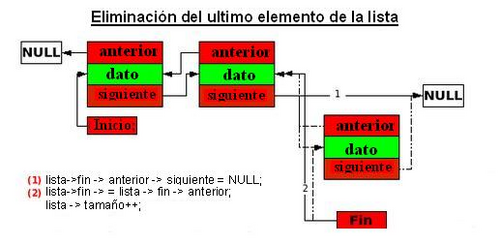 Eliminación del ultimo elemento de la lista
NULL
anterior
dato
siguiente
anterior
dato
siguiente
1
NULL
Inicio;
anterior
dato
siguiente
2
Fin
(1) lista->fin -> anterior -> siguiente = NULL;
(2) lista->fin -> = lista -> fin -> anterior;
lista -> tamaño++;